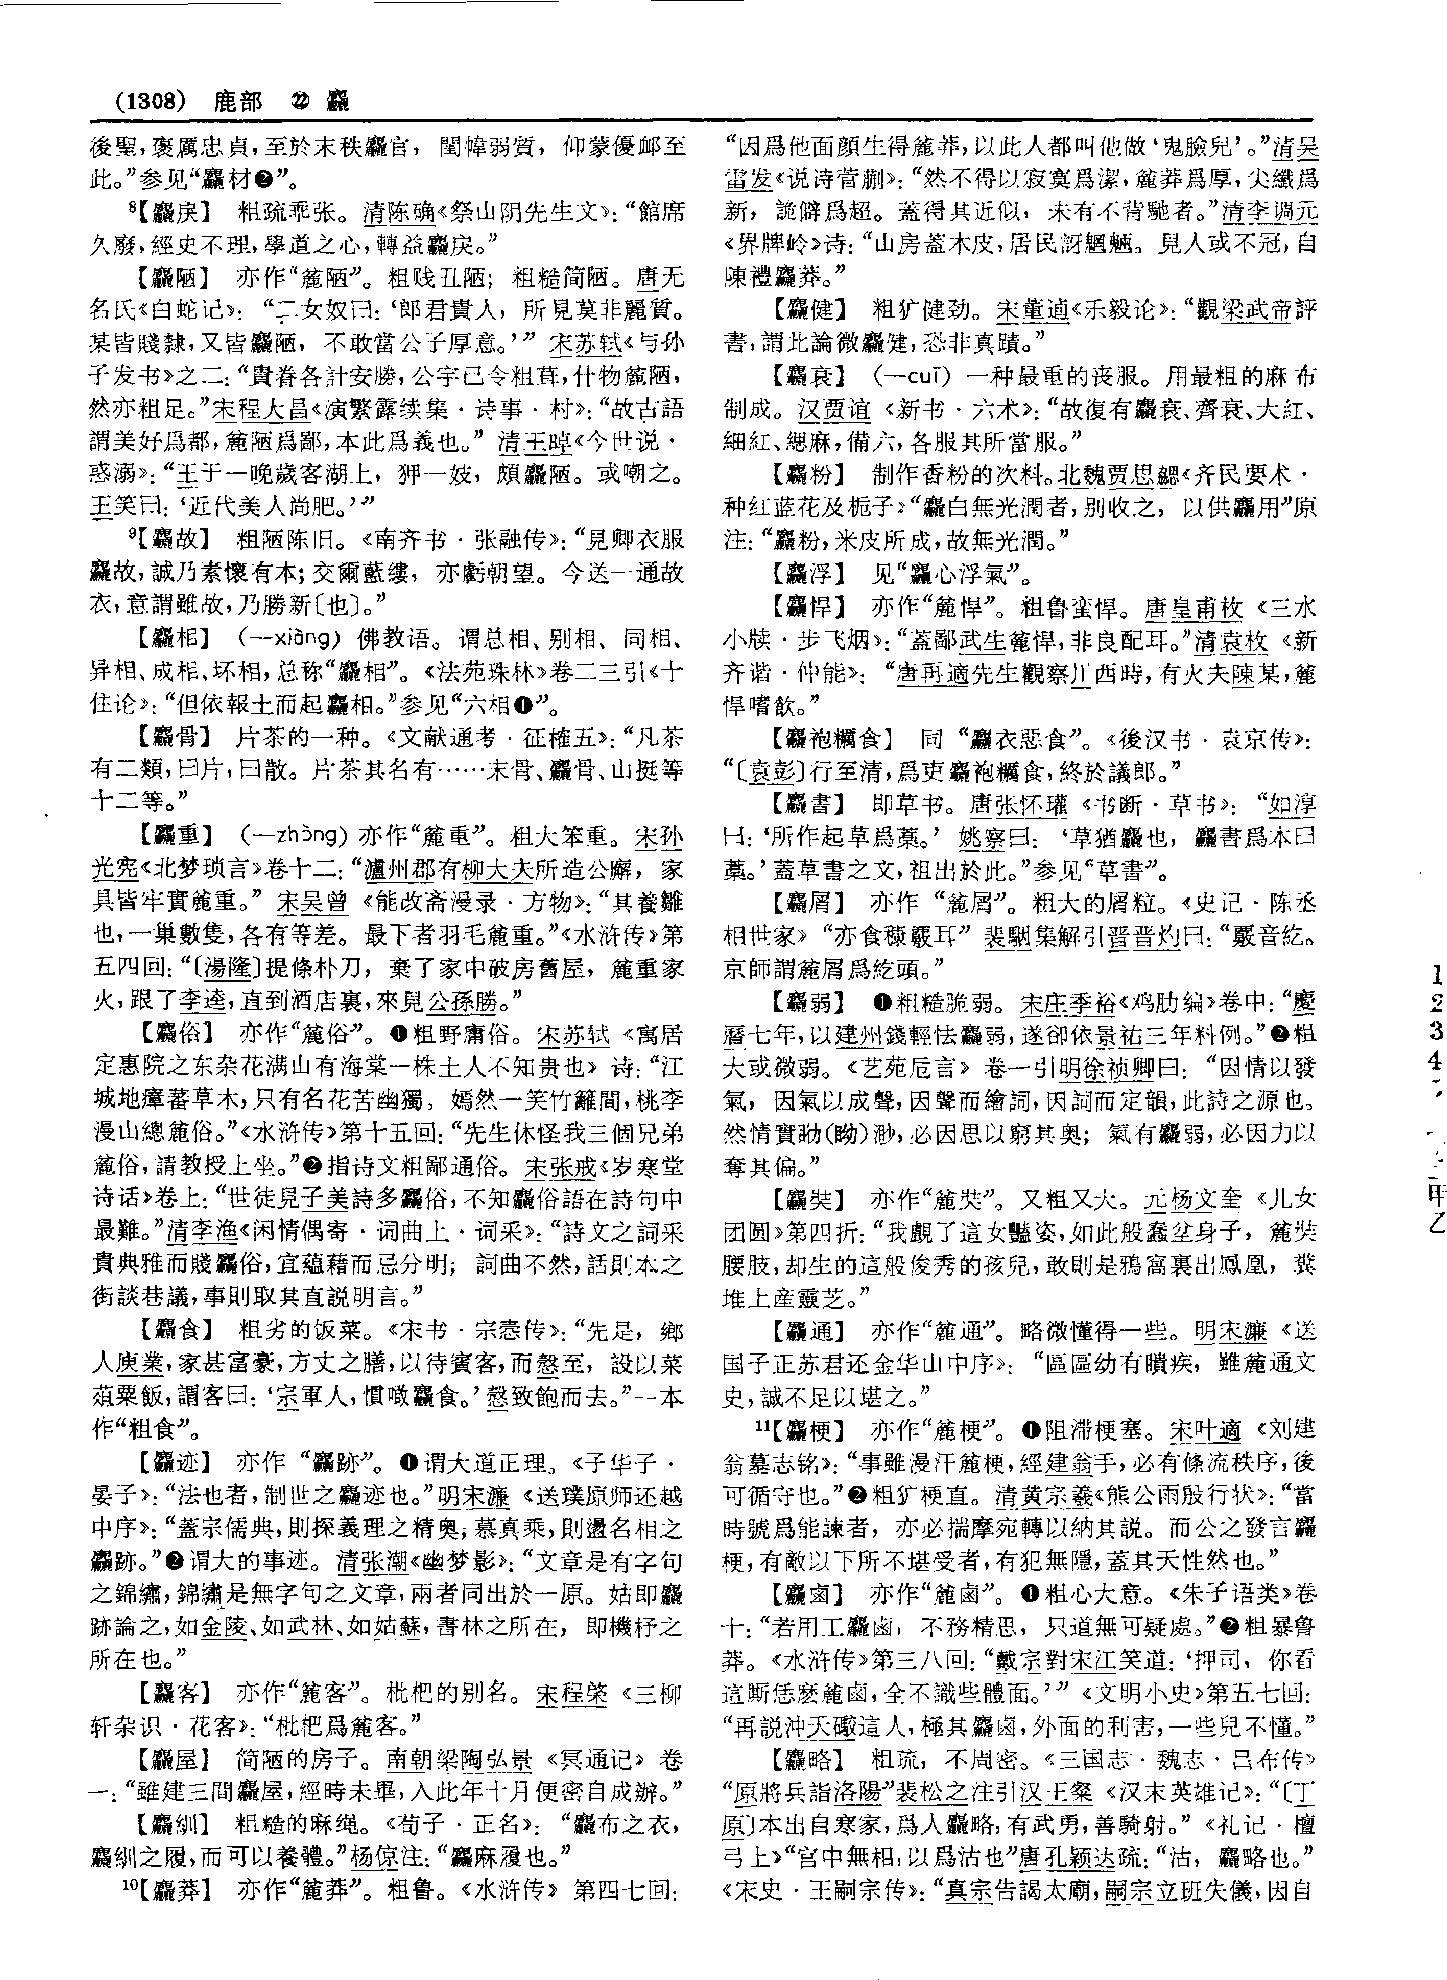 (1308) 鹿部 ㉒ 麤
後聖，褒厲忠貞，至於末秩麤官，闒幃弱質，仰蒙優卹至
此。”参见“麤材❷”。
⁸【麤戾】 粗疏乖张。清陈确《祭山阴先生文》：“館席
久廢，經史不理，學道之心，轉益麤戾。”
【麤陋】 亦作“麄陋”。粗贱丑陋；粗糙简陋。唐无
名氏《白蛇记》：“二女奴曰：‘郎君貴人，所見莫非麗質。
某皆賤隸，又皆麤陋，不敢當公子厚意。’”宋苏轼《与孙
子发书》之二：“貴眷各計安勝，公宇已令粗葺，什物麄陋，
然亦粗足。”宋程大昌《演繁露续集·诗事·村》：“故古語
謂美好爲都，麄陋爲鄙，本此爲義也。”清王晫《今世说·
惑溺》：“王于一晚歲客湖上，狎一妓，頗麤陋。或嘲之。
王笑曰：‘近代美人尚肥。’”
⁹【麤故】 粗陋陈旧。《南齐书·张融传》：“見卿衣服
麤故，誠乃素懷有本；交爾藍縷，亦虧朝望。今送一通故
衣，意謂雖故，乃勝新〔也〕。”
【麤相】（—xiàng）佛教语。谓总相、别相、同相、
异相、成相、坏相，总称“麤相”。《法苑珠林》卷二三引《十
住论》：“但依報土而起麤相。”参见“六相❶”。
【麤骨】 片茶的一种。《文献通考·征榷五》：“凡茶
有二類，曰片，曰散。片茶其名有……末骨、麤骨、山挺等
十二等。”
【麤重】（—zhòng）亦作“麄重”。粗大笨重。宋孙
光宪《北梦琐言》卷十二：“瀘州郡有柳大夫所造公廨，家
具皆牢實麄重。”宋吴曾《能改斋漫录·方物》：“其養雛
也，一巢數隻，各有等差。最下者羽毛麄重。”《水浒传》第
五四回：“〔湯隆〕提條朴刀，棄了家中破房舊屋，麄重家
火，跟了李逵，直到酒店裏，來見公孫勝。”
【麤俗】 亦作“麄俗”。❶粗野庸俗。宋苏轼《寓居
定惠院之东杂花满山有海棠一株土人不知贵也》诗：“江
城地瘴蕃草木，只有名花苦幽獨。嫣然一笑竹籬間，桃李
漫山總麄俗。”《水浒传》第十五回：“先生休怪我三個兄弟
麄俗，請教授上坐。”❷指诗文粗鄙通俗。宋张戒《岁寒堂
诗话》卷上：“世徒見子美詩多麤俗，不知麤俗語在詩句中
最難。”清李渔《闲情偶寄·词曲上·词采》：“詩文之詞采
貴典雅而賤麤俗，宜蘊藉而忌分明；詞曲不然，話則本之
街談巷議，事則取其直説明言。”
【麤食】 粗劣的饭菜。《宋书·宗悫传》：“先是，鄉
人庾業，家甚富豪，方丈之膳，以待賓客，而慤至，設以菜
葅粟飯，謂客曰：‘宗軍人，慣噉麤食。’慤致飽而去。”一本
作“粗食”。
【麤迹】 亦作“麤跡”。❶谓大道正理。《子华子·
晏子》：“法也者，制世之麤迹也。”明宋濂《送璞原师还越
中序》：“蓋宗儒典，則探義理之精奥；慕真乘，則盪名相之
麤跡。”❷谓大的事迹。清张潮《幽梦影》：“文章是有字句
之錦繡，錦繡是無字句之文章，兩者同出於一原。姑即麤
跡論之，如金陵、如武林、如姑蘇，書林之所在，即機杼之
所在也。”
【麤客】 亦作“麄客”。枇杷的别名。宋程棨《三柳
轩杂识·花客》：“枇杷爲麄客。”
【麤屋】 简陋的房子。南朝梁陶弘景《冥通记》卷
一：“雖建三間麤屋，經時未畢，入此年十月便密自成辦。”
【麤紃】 粗糙的麻绳。《荀子·正名》：“麤布之衣，
麤紃之履，而可以養體。”杨倞注：“麤麻履也。”
¹⁰【麤莽】 亦作“麄莽”。粗鲁。《水浒传》第四七回：
“因爲他面顔生得麄莽，以此人都叫他做‘鬼臉兒’。”清吴
雷发《说诗菅蒯》：“然不得以寂寞爲潔，麄莽爲厚，尖纖爲
新，詭僻爲超。蓋得其近似，未有不背馳者。”清李调元
《界牌岭》诗：“山房蓋木皮，居民訝魍魎。見人或不冠，自
陳禮麤莽。”
【麤健】 粗犷健劲。宋董逌《乐毅论》：“觀梁武帝評
書，謂此論微麤健，恐非真蹟。”
【麤衰】（—cuī）一种最重的丧服。用最粗的麻布
制成。汉贾谊《新书·六术》：“故復有麤衰、齊衰、大紅、
細紅、緦麻，備六，各服其所當服。”
【麤粉】 制作香粉的次料。北魏贾思勰《齐民要术·
种红蓝花及栀子》“麤白無光潤者，别收之，以供麤用”原
注：“麤粉，米皮所成，故無光潤。”
【麤浮】 见“麤心浮氣”。
【麤悍】 亦作“麄悍”。粗鲁蛮悍。唐皇甫枚《三水
小牍·步飞烟》：“蓋鄙武生麄悍，非良配耳。”清袁枚《新
齐谐·仲能》：“唐再適先生觀察川西時，有火夫陳某，麄
悍嗜飲。”
【麤袍糲食】 同“麤衣惡食”。《後汉书·袁京传》：
“〔袁彭〕行至清，爲吏麤袍糲食，終於議郎。”
【麤書】 即草书。唐张怀瓘《书断·草书》：“如淳
曰：‘所作起草爲藁。’姚察曰：‘草猶麤也，麤書爲本曰
藁。’蓋草書之文，祖出於此。”参见“草書”。
【麤屑】 亦作“麄屑”。粗大的屑粒。《史记·陈丞
相世家》“亦食糠覈耳”裴駰集解引晋晋灼曰：“覈音紇。
京師謂麄屑爲紇頭。”
【麤弱】 ❶粗糙脆弱。宋庄季裕《鸡肋编》卷中：“慶
曆七年，以建州錢輕怯麤弱，遂卻依景祐三年料例。”❷粗
大或微弱。《艺苑卮言》卷一引明徐祯卿曰：“因情以發
氣，因氣以成聲，因聲而繪詞，因詞而定韻，此詩之源也。
然情實眑(眑)渺，必因思以窮其奥；氣有麤弱，必因力以
奪其偏。”
【麤奘】 亦作“麄奘”。又粗又大。元杨文奎《儿女
团圆》第四折：“我覷了這女豔姿，如此般蠢坌身子，麄奘
腰肢，却生的這般俊秀的孩兒，敢則是鴉窩裏出鳳凰，糞
堆上産靈芝。”
【麤通】 亦作“麄通”。略微懂得一些。明宋濂《送
国子正苏君还金华山中序》：“區區幼有瞶疾，雖麄通文
史，誠不足以堪之。”
¹¹【麤梗】 亦作“麄梗”。❶阻滞梗塞。宋叶適《刘建
翁墓志铭》：“事雖漫汗麄梗，經建翁手，必有條流秩序，後
可循守也。”❷粗犷梗直。清黄宗羲《熊公雨殷行状》：“當
時號爲能諫者，亦必揣摩宛轉以納其説。而公之發言麤
梗，有敵以下所不堪受者，有犯無隱，蓋其天性然也。”
【麤鹵】 亦作“麄鹵”。❶粗心大意。《朱子语类》卷
十：“若用工麤鹵，不務精思，只道無可疑處。”❷粗暴鲁
莽。《水浒传》第三八回：“戴宗對宋江笑道：‘押司，你看
這厮恁麽麄鹵，全不識些體面。’”《文明小史》第五七回：
“再説沖天礮這人，極其麤鹵，外面的利害，一些兒不懂。”
【麤略】 粗疏，不周密。《三国志·魏志·吕布传》
“原將兵詣洛陽”裴松之注引汉王粲《汉末英雄记》：“〔丁
原〕本出自寒家，爲人麤略，有武勇，善騎射。”《礼记·檀
弓上》“宫中無相，以爲沽也”唐孔颖达疏：“沽，麤略也。”
《宋史·王嗣宗传》：“真宗告謁太廟，嗣宗立班失儀，因自
1
2
3
4
甲
乙